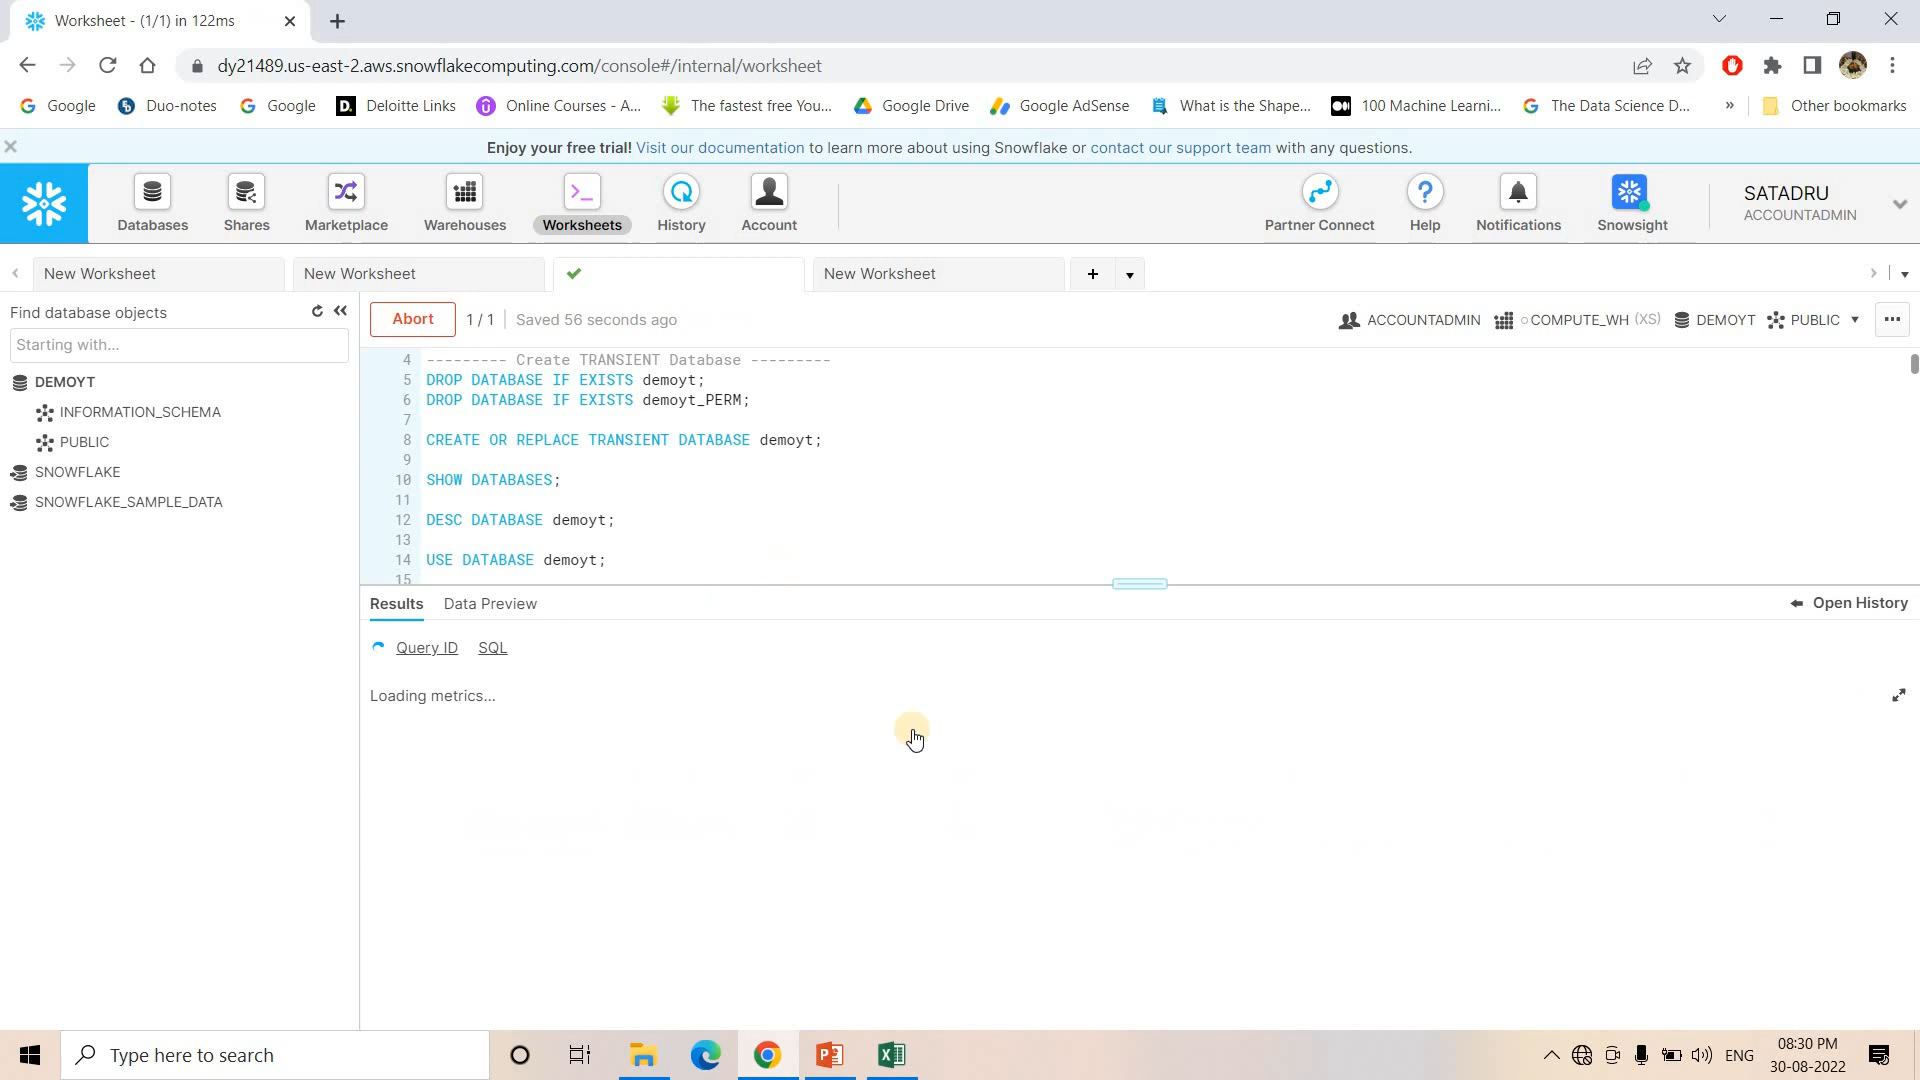 Worksheet - (1/1) in 122ms
dy21489.us-east-2.aws.snowflakecomputing.com/console#/internal/worksheet
Google Duo-notes Google D. Deloitte Links Online Courses - A... The fastest free You... Google Drive Google AdSense What is the Shape... 100 Machine Learni... The Data Science D... » Other bookmarks
Enjoy your free trial! Visit our documentation to learn more about using Snowflake or contact our support team with any questions.
Databases Shares Marketplace Warehouses Worksheets History Account Partner Connect Help Notifications Snowsight
SATADRU
ACCOUNTADMIN
New Worksheet New Worksheet New Worksheet
Find database objects
Starting with...
DEMOYT
INFORMATION_SCHEMA
PUBLIC
SNOWFLAKE
SNOWFLAKE_SAMPLE_DATA
Abort 1 / 1 Saved 56 seconds ago ACCOUNTADMIN COMPUTE_WH (XS) DEMOYT PUBLIC
4 --------- Create TRANSIENT Database ---------
5 DROP DATABASE IF EXISTS demoyt;
6 DROP DATABASE IF EXISTS demoyt_PERM;
7
8 CREATE OR REPLACE TRANSIENT DATABASE demoyt;
9
10 SHOW DATABASES;
11
12 DESC DATABASE demoyt;
13
14 USE DATABASE demoyt;
15
Results Data Preview Open History
Query ID SQL
Loading metrics...
Type here to search
ENG
08:30 PM
30-08-2022